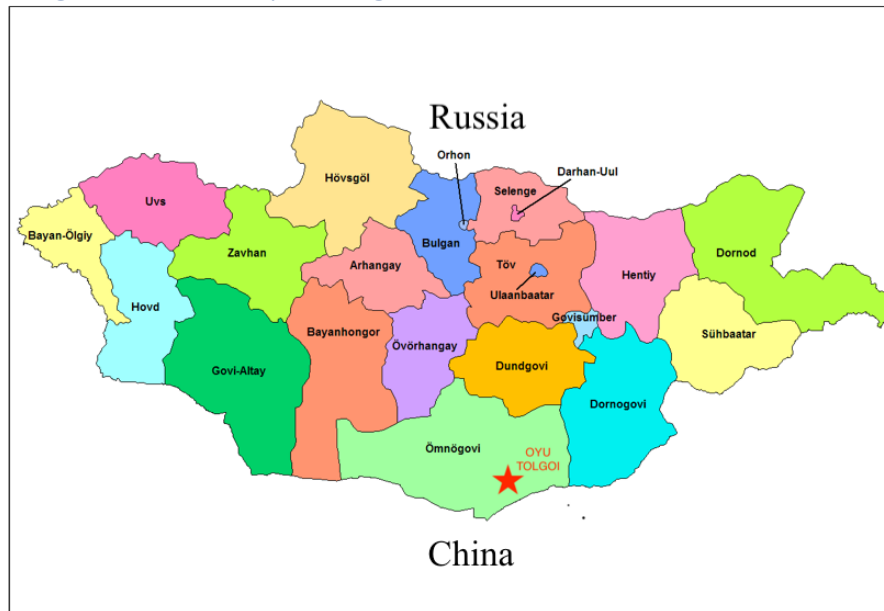 Russia
Orhon
Darhan-Uul
Selenge
Hövsgöl
Uvs
Bayan-Ölgiy
Zavhan
Bulgan
Arhangay
Töv
Ulaanbaatar
Hentiy
Dornod
Hovd
Bayanhongor
Övörhangay
Govisumber
Sühbaatar
Govi-Altay
Dundgovi
Dornogovi
Ömnögovi
OYU
TOLGOI
China